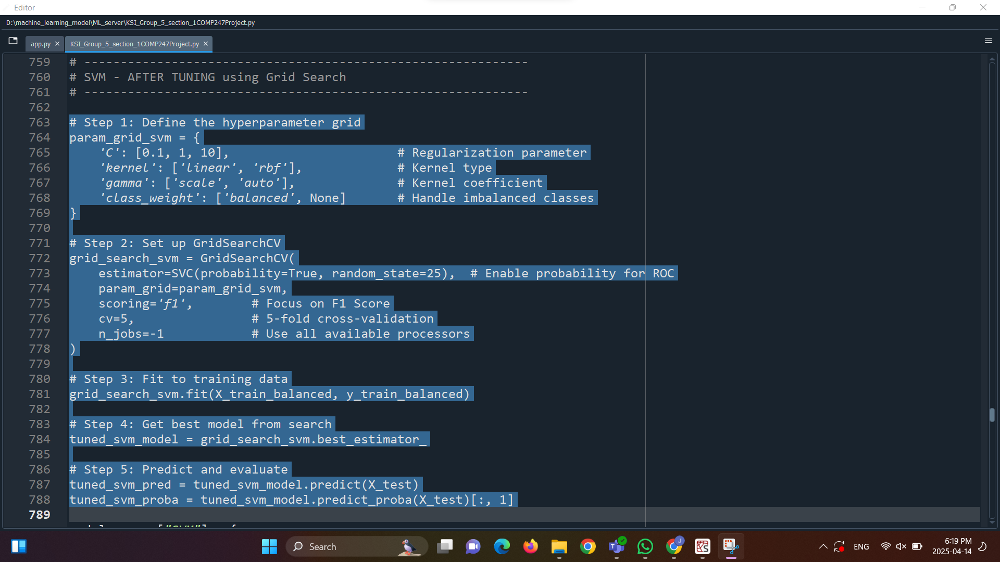 Editor
D:\machine_learning_model\ML_server\KSI_Group_5_section_1COMP247Project.py
app.py
KSI_Group_5_section_1COMP247Project.py
759 # -------------------------------------------------------------
760 # SVM - AFTER TUNING using Grid Search
761 # -------------------------------------------------------------
762
763 # Step 1: Define the hyperparameter grid
764 param_grid_svm = {
765     'C': [0.1, 1, 10],                       # Regularization parameter
766     'kernel': ['linear', 'rbf'],             # Kernel type
767     'gamma': ['scale', 'auto'],              # Kernel coefficient
768     'class_weight': ['balanced', None]       # Handle imbalanced classes
769 }
770
771 # Step 2: Set up GridSearchCV
772 grid_search_svm = GridSearchCV(
773     estimator=SVC(probability=True, random_state=25),  # Enable probability for ROC
774     param_grid=param_grid_svm,
775     scoring='f1',        # Focus on F1 Score
776     cv=5,                # 5-fold cross-validation
777     n_jobs=-1            # Use all available processors
778 )
779
780 # Step 3: Fit to training data
781 grid_search_svm.fit(X_train_balanced, y_train_balanced)
782
783 # Step 4: Get best model from search
784 tuned_svm_model = grid_search_svm.best_estimator_
785
786 # Step 5: Predict and evaluate
787 tuned_svm_pred = tuned_svm_model.predict(X_test)
788 tuned_svm_proba = tuned_svm_model.predict_proba(X_test)[:, 1]
789
Search
ENG
6:19 PM
2025-04-14